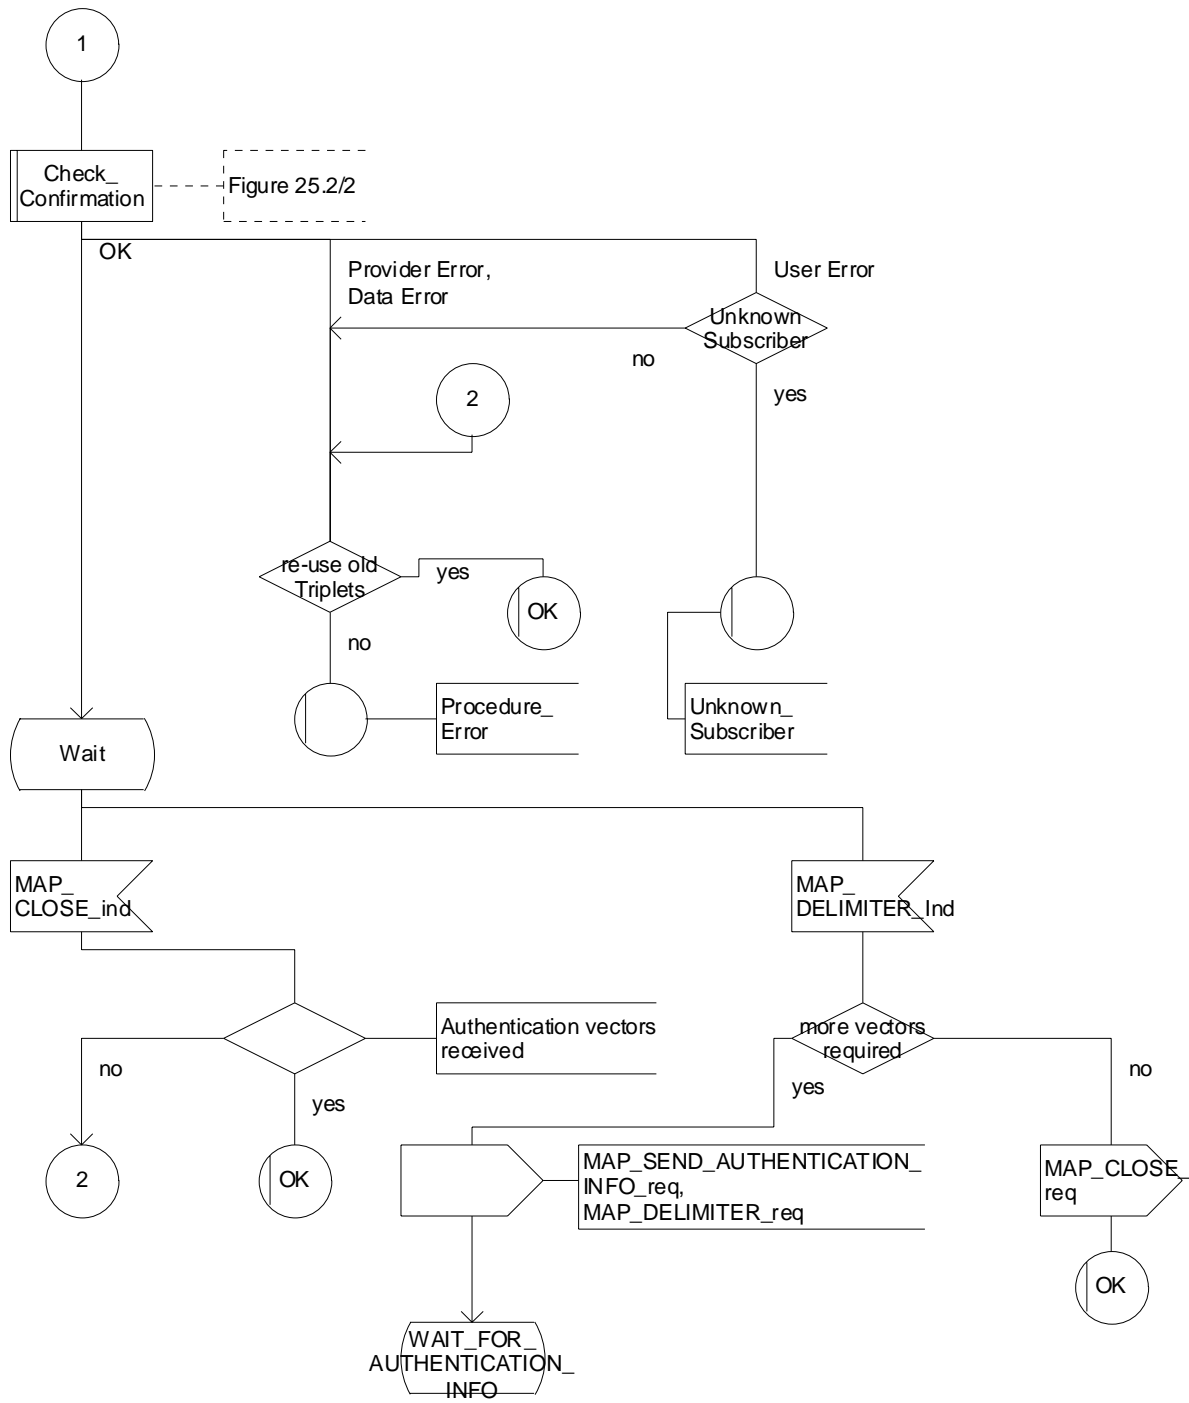 1
Check_
Confirmation
Figure 25.2/2
OK
Provider Error,
Data Error
User Error
Unknown
Subscriber
no
yes
2
re-use old
Triplets
yes
OK
no
Procedure_
Error
Unknown_
Subscriber
Wait
MAP_
CLOSE_ind
MAP_
DELIMITER_Ind
Authentication vectors
received
more vectors
required
no
yes
yes
no
2
OK
MAP_SEND_AUTHENTICATION_
INFO_req,
MAP_DELIMITER_req
MAP_CLOSE_
req
OK
WAIT_FOR_
AUTHENTICATION_
INFO